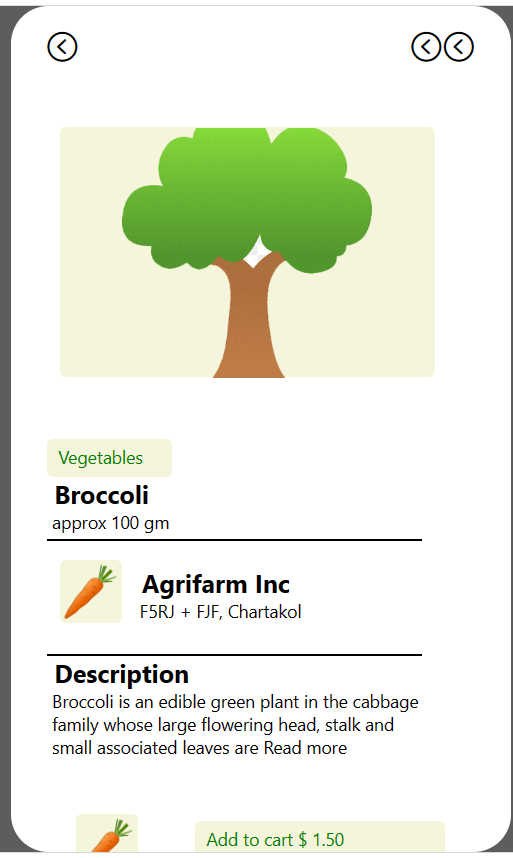 Vegetables
Broccoli
approx 100 gm
Agrifarm Inc
F5RJ + FJF, Chartakol
Description
Broccoli is an edible green plant in the cabbage
family whose large flowering head, stalk and
small associated leaves are Read more
Add to cart $ 1.50